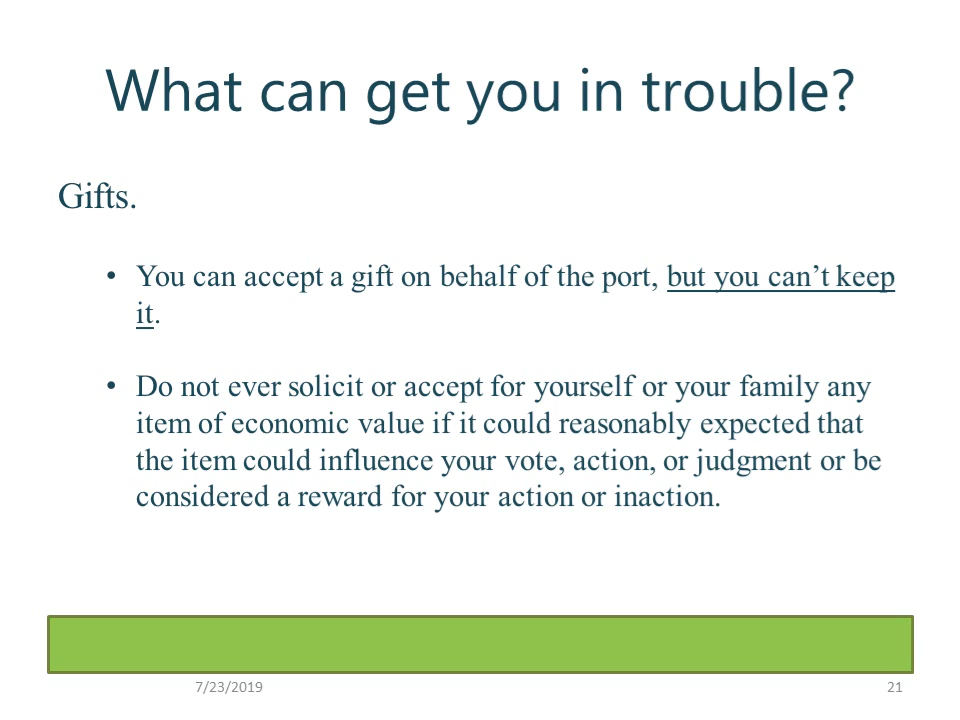 What can get you in trouble?
Gifts.
• You can accept a gift on behalf of the port, but you can’t keep
it.
• Do not ever solicit or accept for yourself or your family any
item of economic value if it could reasonably expected that
the item could influence your vote, action, or judgment or be
considered a reward for your action or inaction.
7/23/2019
21